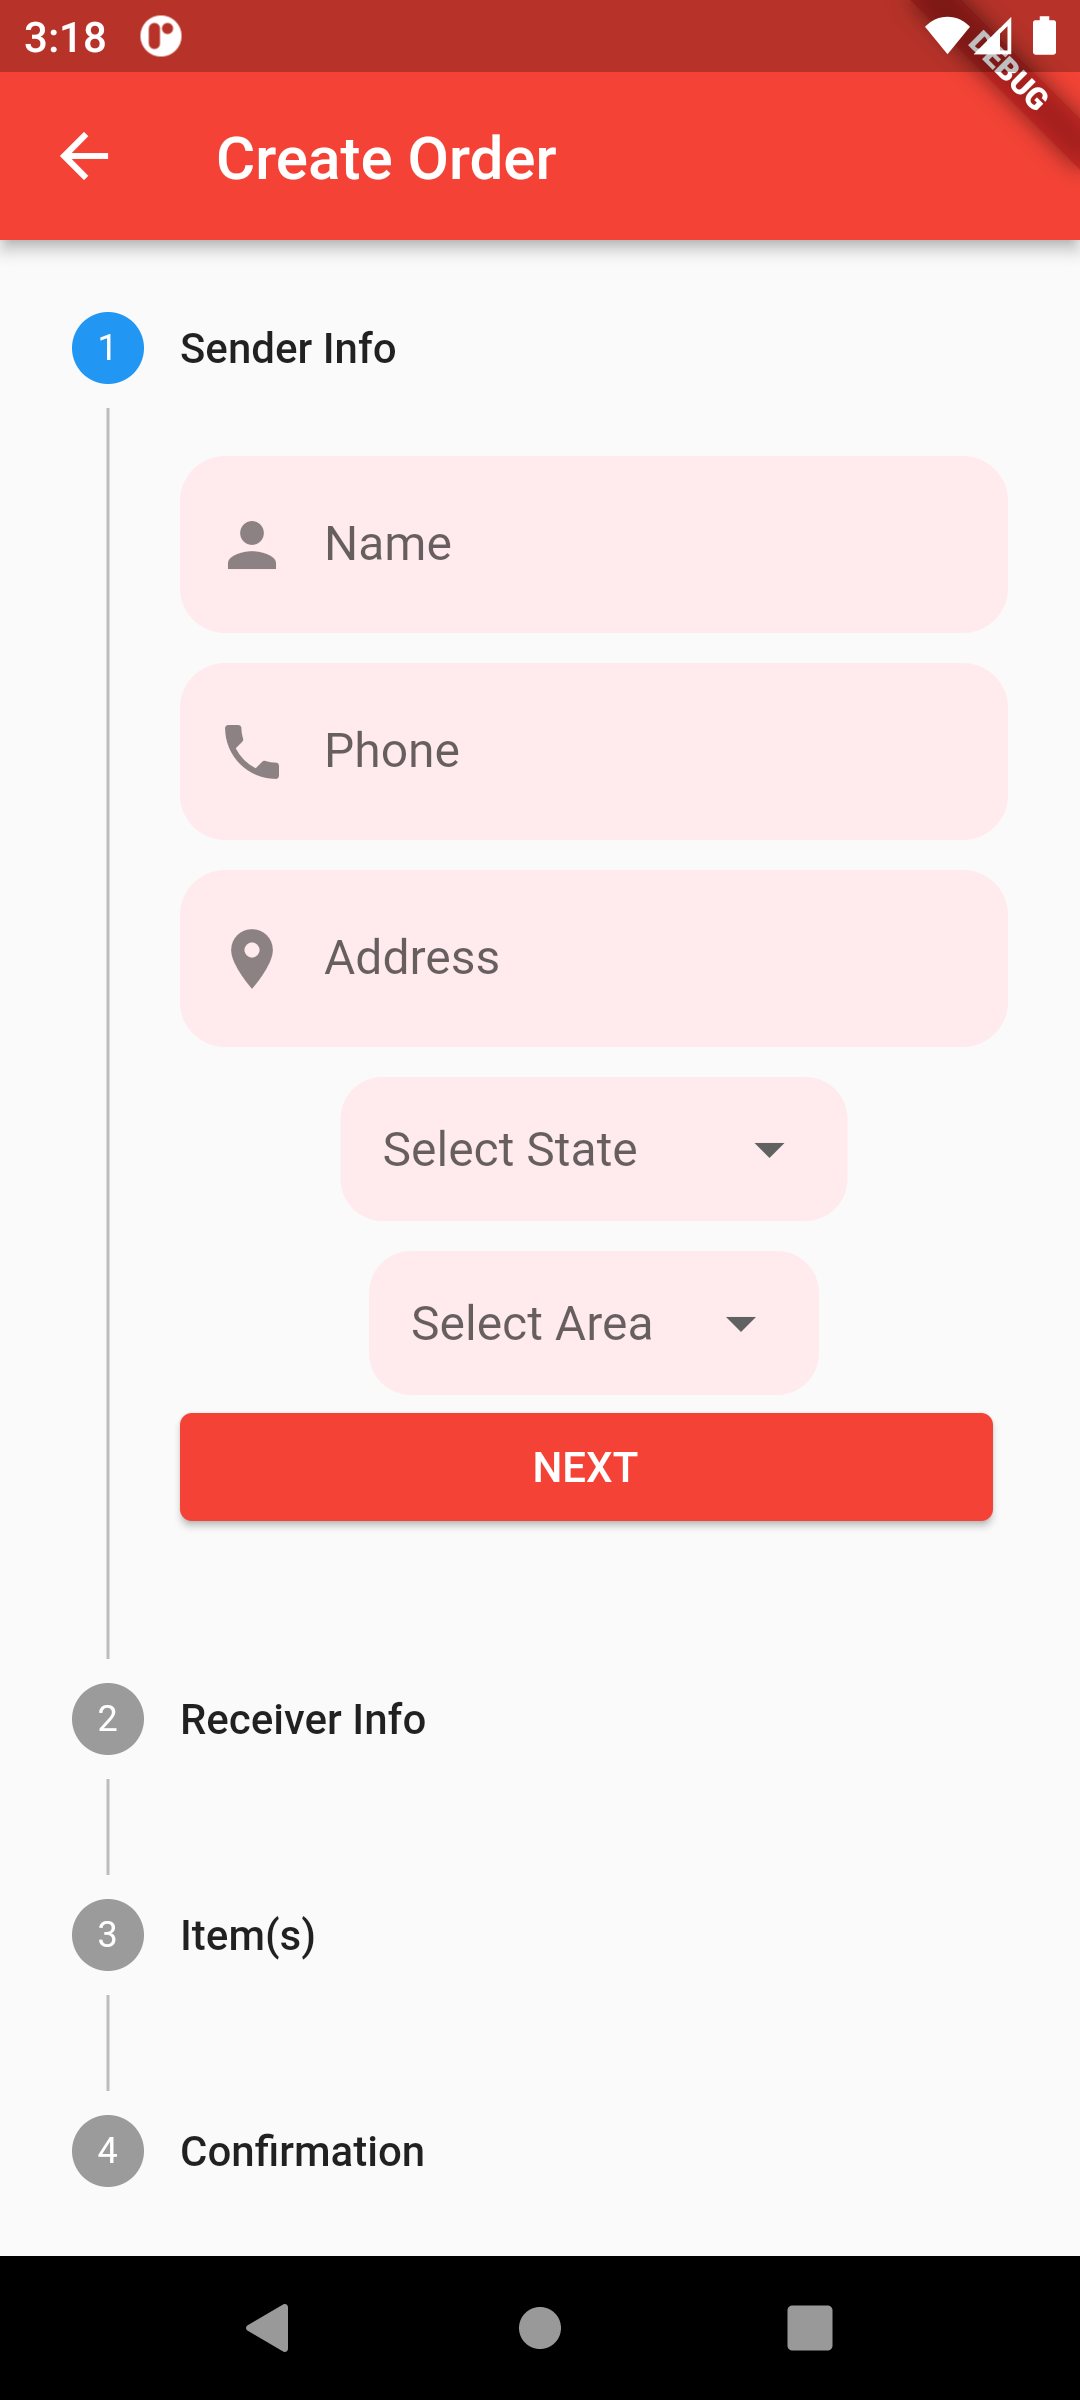 3:18
DEBUG
Create Order
1 Sender Info
Name
Phone
Address
Select State
Select Area
NEXT
2 Receiver Info
3 Item(s)
4 Confirmation